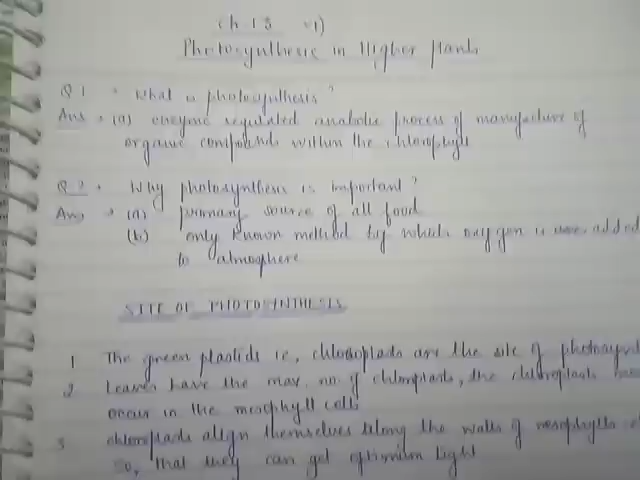 Ch 13
Photosynthesis in Higher Plants
Q 1 . What is photosynthesis?
Ans . (a) enzyme regulated anabolic process of manufacture of
organic compounds within the chlorophyll
Q 2 . Why photosynthesis is important?
Ans . (a) primary source of all food
(b) only known method by which oxygen is added
to atmosphere
SITE OF PHOTOSYNTHESIS
1 The green plastids ie, chloroplasts are the site of
2 Leaves have the max. no. of chloroplasts, the chloroplasts
occur in the mesophyll cells
3 chloroplasts align themselves along the walls of mesophylls
so, that they can get optimum light